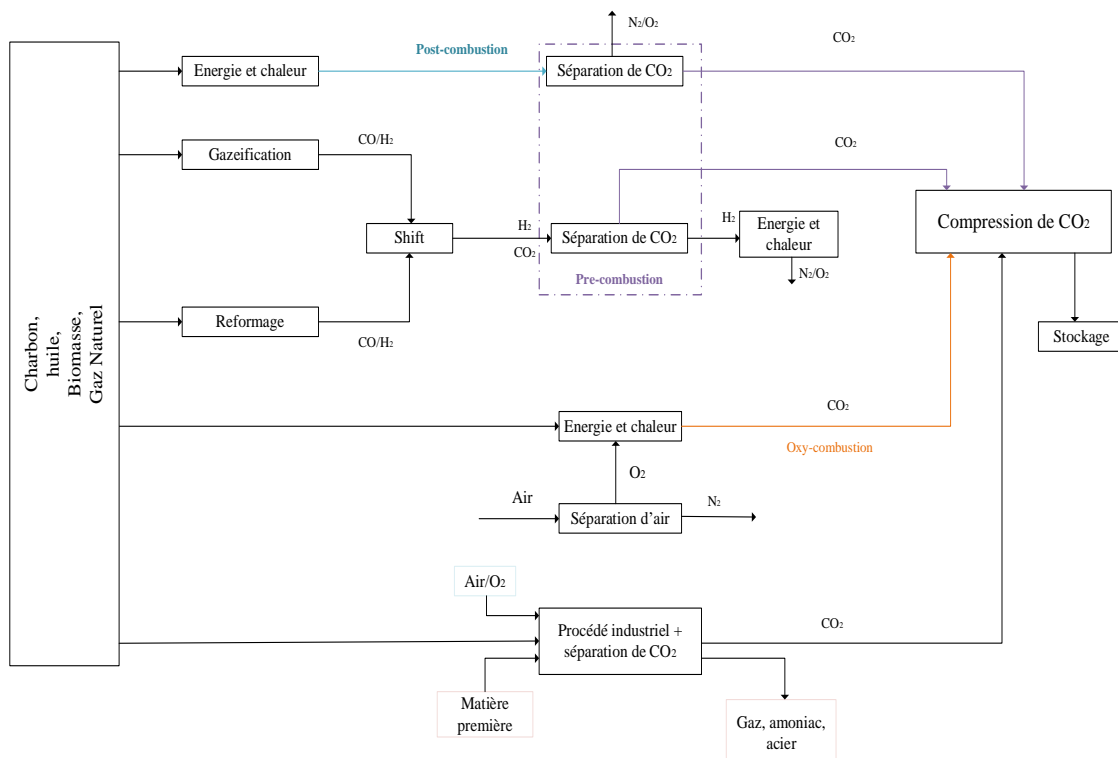 N₂/O₂
CO₂
Post-combustion
Energie et chaleur
Séparation de CO₂
CO/H₂
CO₂
Gazeification
Compression de CO₂
H₂
Energie et
chaleur
Shift
H₂
CO₂
Séparation de CO₂
Pre-combustion
N₂/O₂
Reformage
CO/H₂
Stockage
Charbon,
huile,
Biomasse,
Gaz Naturel
CO₂
Energie et chaleur
Oxy-combustion
O₂
Air
Séparation d’air
N₂
Air/O₂
Procédé industriel +
séparation de CO₂
CO₂
Matière
première
Gaz, amoniac,
acier